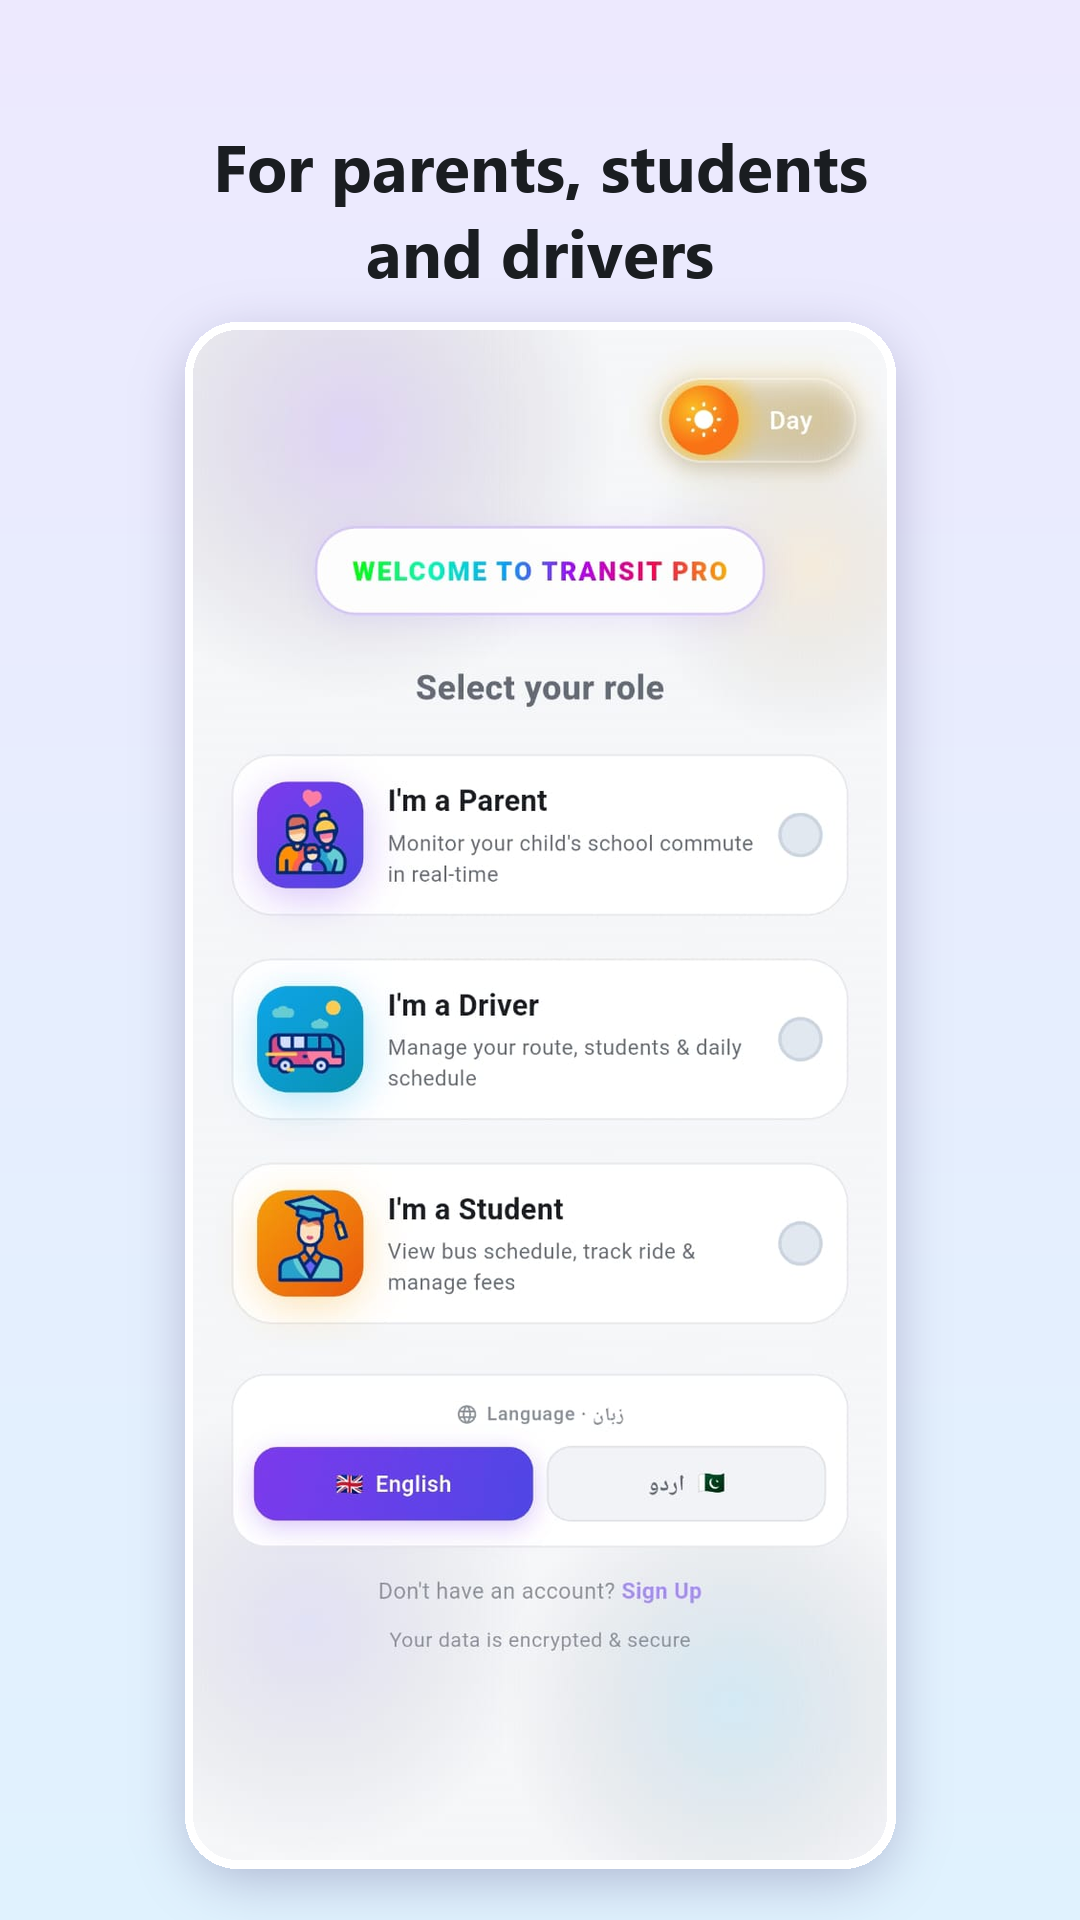 For parents, students
and drivers
Day
WELCOME TO TRANSIT PRO
Select your role
I'm a Parent
Monitor your child's school commute
in real-time
I'm a Driver
Manage your route, students & daily
schedule
I'm a Student
View bus schedule, track ride &
manage fees
Language · زبان
English
اردو
Don't have an account? Sign Up
Your data is encrypted & secure